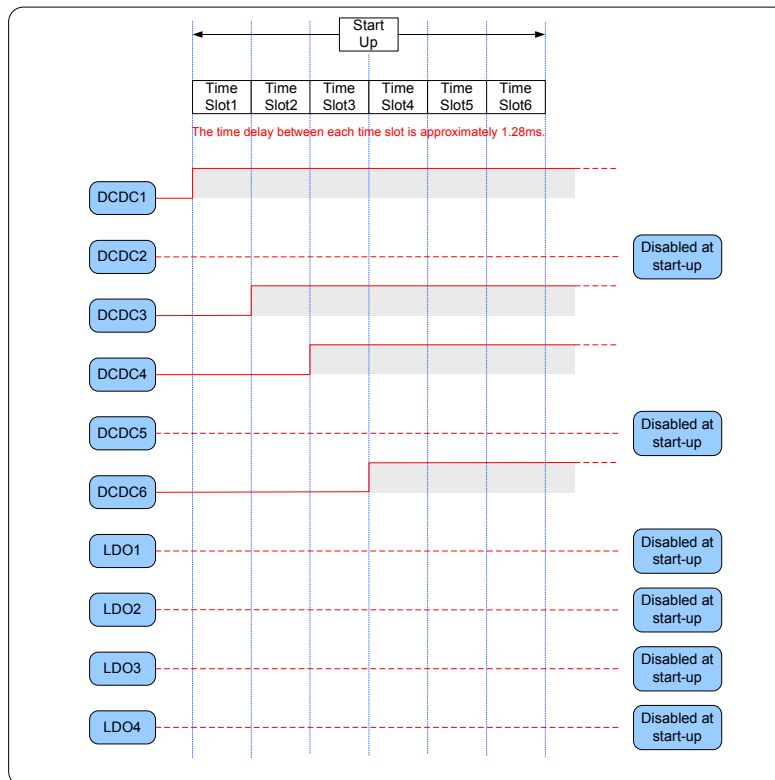 Start
Up
Time
Slot1
Time
Slot2
Time
Slot3
Time
Slot4
Time
Slot5
Time
Slot6
The time delay between each time slot is approximately 1.28ms.
DCDC1
DCDC2
Disabled at
start-up
DCDC3
DCDC4
DCDC5
Disabled at
start-up
DCDC6
LDO1
Disabled at
start-up
LDO2
Disabled at
start-up
LDO3
Disabled at
start-up
LDO4
Disabled at
start-up